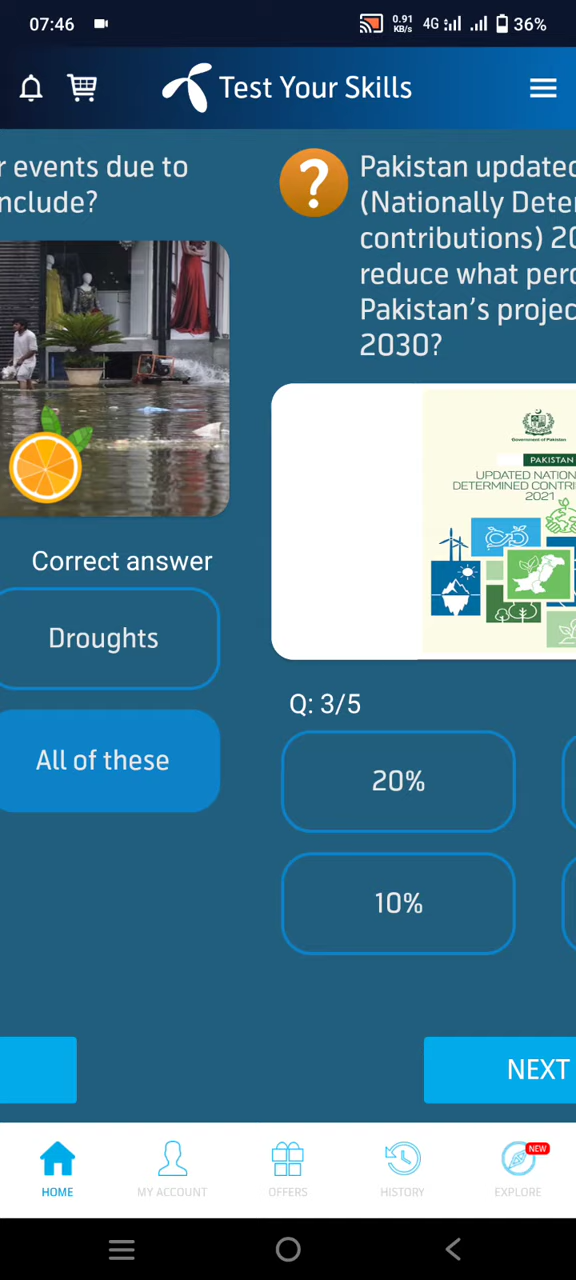 07:46
0.91
KB/s
4G
36%
Test Your Skills
r events due to
nclude?
Correct answer
Droughts
All of these
?
Pakistan updated
(Nationally Deter
contributions) 20
reduce what perc
Pakistan's projec
2030?
Government of Pakistan
PAKISTAN
UPDATED NATION
DETERMINED CONTRI
2021
Q: 3/5
20%
10%
NEXT
HOME
MY ACCOUNT
OFFERS
HISTORY
NEW
EXPLORE